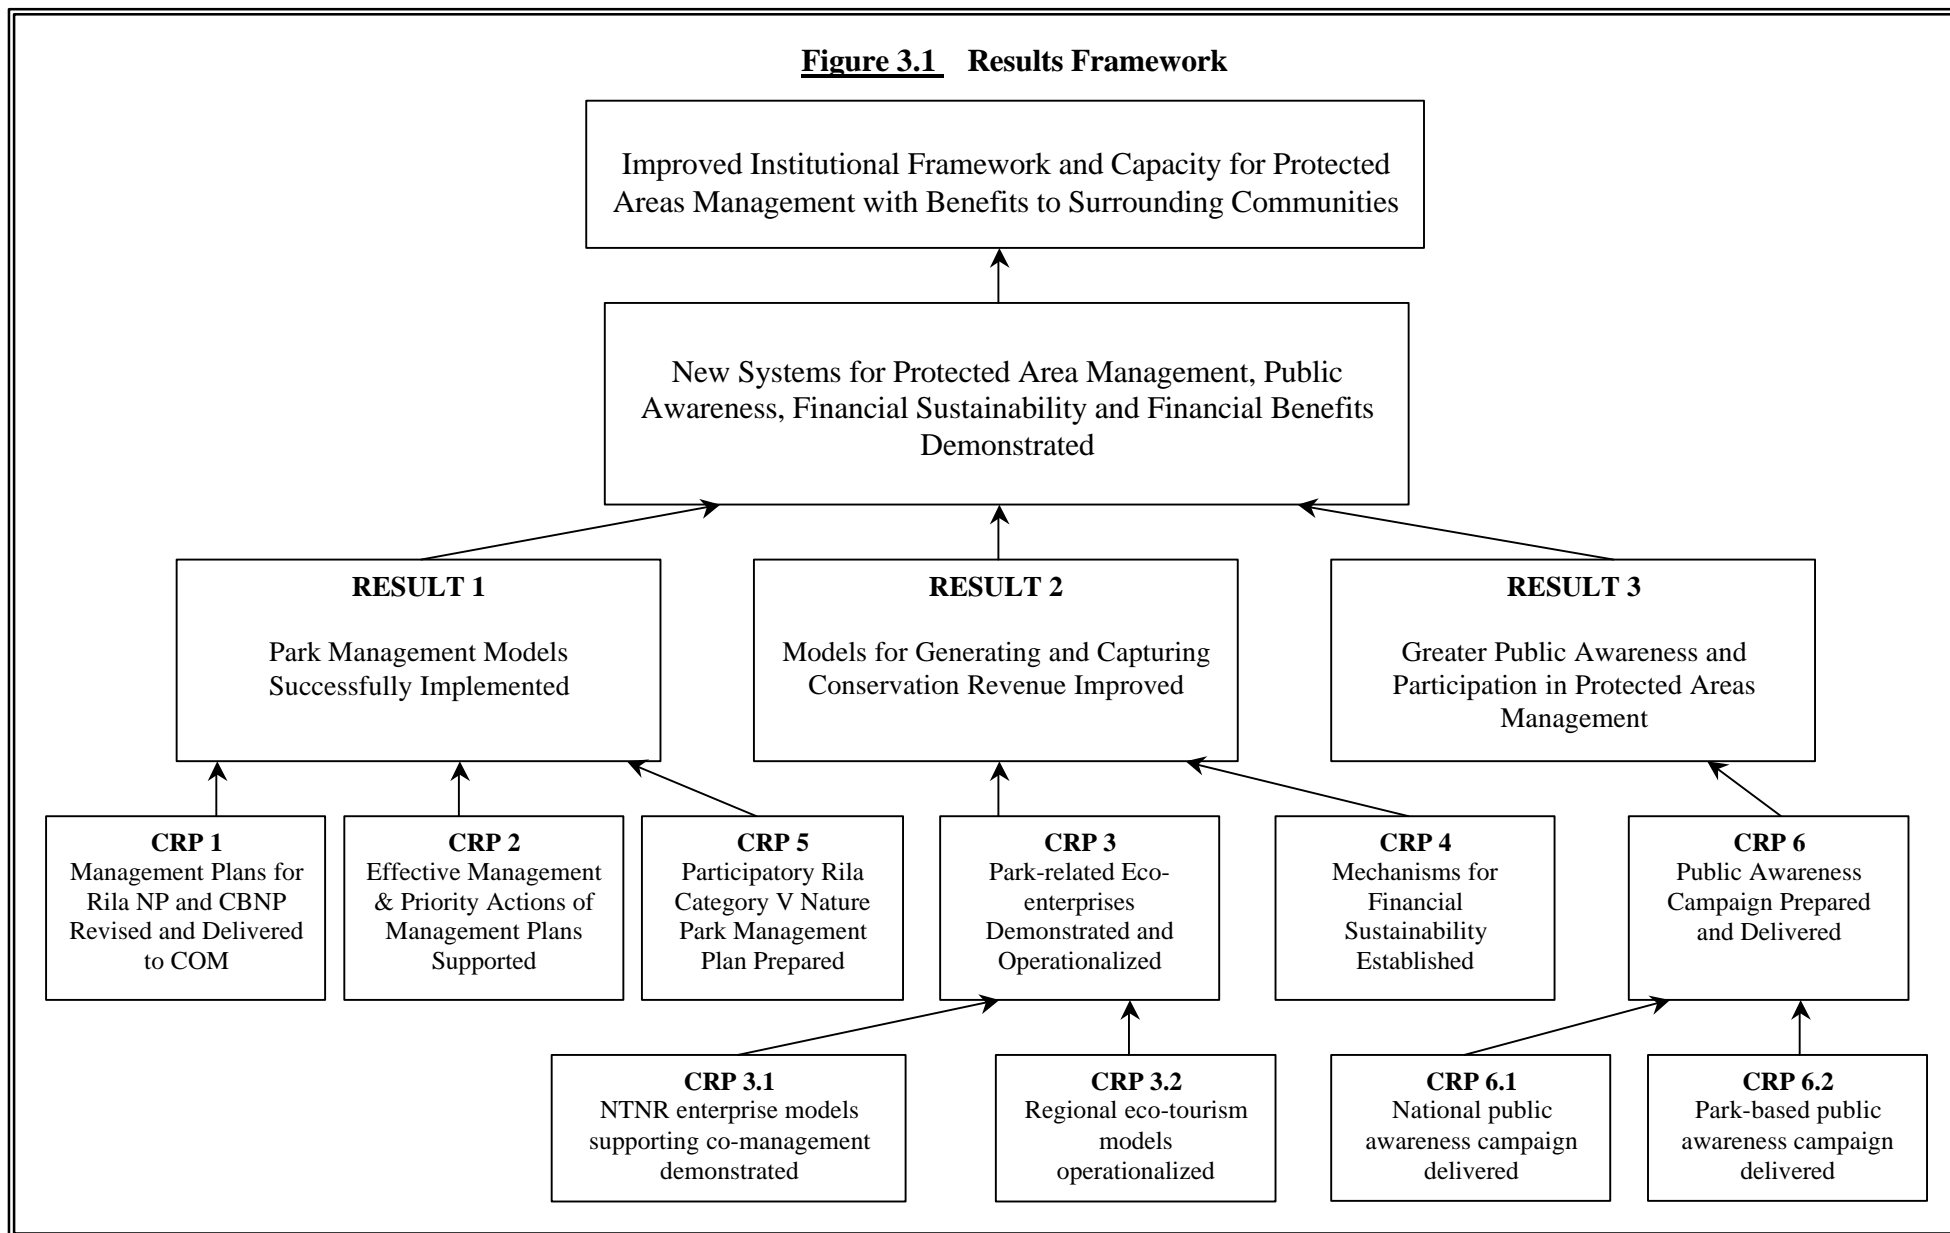 Figure 3.1 Results Framework
Improved Institutional Framework and Capacity for Protected
Areas Management with Benefits to Surrounding Communities
New Systems for Protected Area Management, Public
Awareness, Financial Sustainability and Financial Benefits
Demonstrated
RESULT 1
Park Management Models
Successfully Implemented
RESULT 2
Models for Generating and Capturing
Conservation Revenue Improved
RESULT 3
Greater Public Awareness and
Participation in Protected Areas
Management
CRP 1
Management Plans for
Rila NP and CBNP
Revised and Delivered
to COM
CRP 2
Effective Management
& Priority Actions of
Management Plans
Supported
CRP 5
Participatory Rila
Category V Nature
Park Management
Plan Prepared
CRP 3
Park-related Eco-
enterprises
Demonstrated and
Operationalized
CRP 4
Mechanisms for
Financial
Sustainability
Established
CRP 6
Public Awareness
Campaign Prepared
and Delivered
CRP 3.1
NTNR enterprise models
supporting co-management
demonstrated
CRP 3.2
Regional eco-tourism
models
operationalized
CRP 6.1
National public
awareness campaign
delivered
CRP 6.2
Park-based public
awareness campaign
delivered